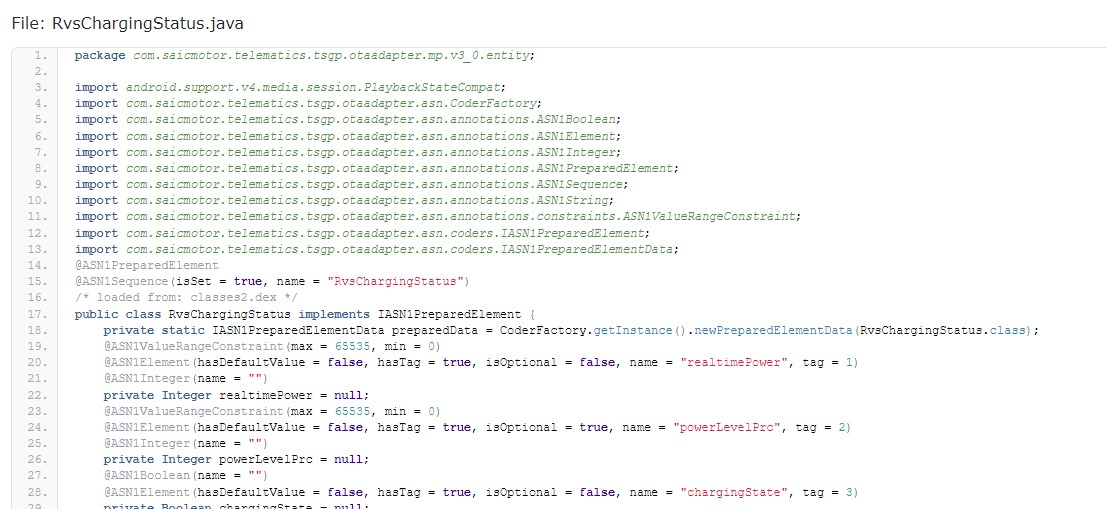 File: RvsChargingStatus.java
1. package com.saicmotor.telematics.tsgp.otaadapter.mp.v3_0.entity;
2.
3. import android.support.v4.media.session.PlaybackStateCompat;
4. import com.saicmotor.telematics.tsgp.otaadapter.asn.CoderFactory;
5. import com.saicmotor.telematics.tsgp.otaadapter.asn.annotations.ASN1Boolean;
6. import com.saicmotor.telematics.tsgp.otaadapter.asn.annotations.ASN1Element;
7. import com.saicmotor.telematics.tsgp.otaadapter.asn.annotations.ASN1Integer;
8. import com.saicmotor.telematics.tsgp.otaadapter.asn.annotations.ASN1PreparedElement;
9. import com.saicmotor.telematics.tsgp.otaadapter.asn.annotations.ASN1Sequence;
10. import com.saicmotor.telematics.tsgp.otaadapter.asn.annotations.ASN1String;
11. import com.saicmotor.telematics.tsgp.otaadapter.asn.annotations.constraints.ASN1ValueRangeConstraint;
12. import com.saicmotor.telematics.tsgp.otaadapter.asn.coders.IASN1PreparedElement;
13. import com.saicmotor.telematics.tsgp.otaadapter.asn.coders.IASN1PreparedElementData;
14. @ASN1PreparedElement
15. @ASN1Sequence(isSet = true, name = "RvsChargingStatus")
16. /* loaded from: classes2.dex */
17. public class RvsChargingStatus implements IASN1PreparedElement {
18. private static IASN1PreparedElementData preparedData = CoderFactory.getInstance().newPreparedElementData(RvsChargingStatus.class);
19. @ASN1ValueRangeConstraint(max = 65535, min = 0)
20. @ASN1Element(hasDefaultValue = false, hasTag = true, isOptional = false, name = "realtimePower", tag = 1)
21. @ASN1Integer(name = "")
22. private Integer realtimePower = null;
23. @ASN1ValueRangeConstraint(max = 65535, min = 0)
24. @ASN1Element(hasDefaultValue = false, hasTag = true, isOptional = true, name = "powerLevelPrc", tag = 2)
25. @ASN1Integer(name = "")
26. private Integer powerLevelPrc = null;
27. @ASN1Boolean(name = "")
28. @ASN1Element(hasDefaultValue = false, hasTag = true, isOptional = false, name = "chargingState", tag = 3)
29. private Boolean chargingState = null;